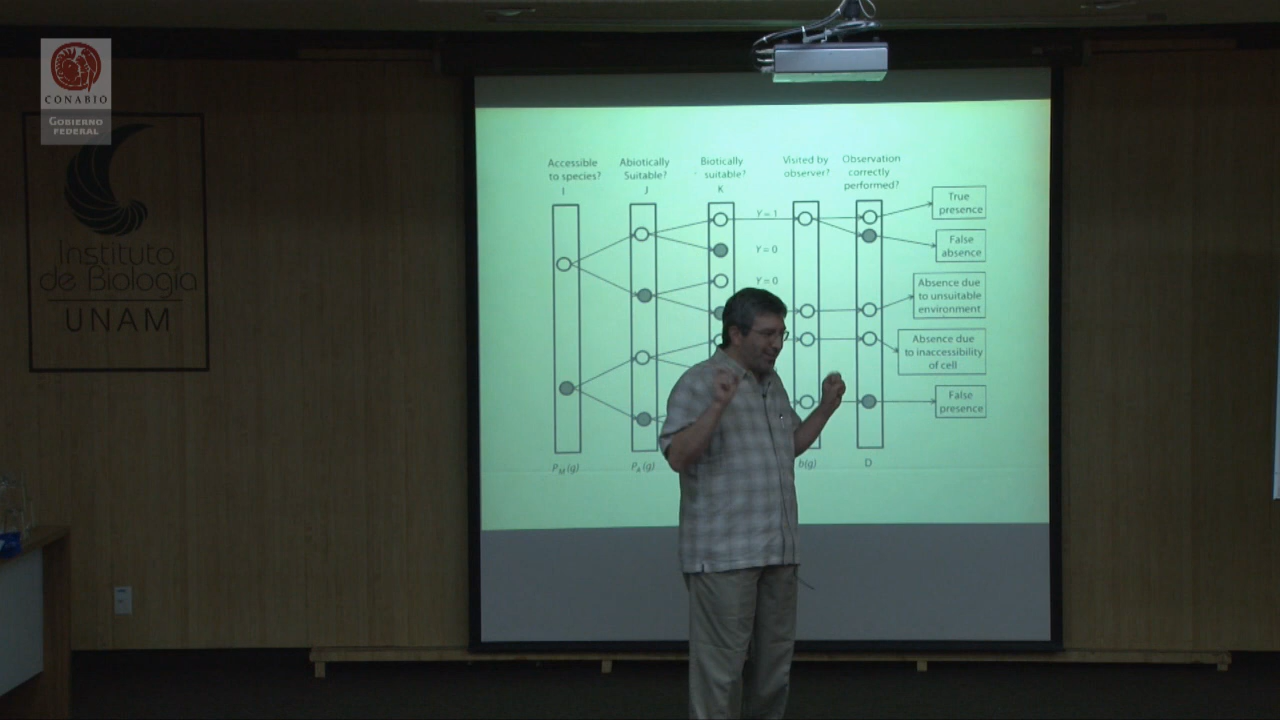 CONABIO
GOBIERNO
FEDERAL
Instituto
de Biología
UNAM
Accessible
to species?
I
Abiotically
Suitable?
J
Biotically
suitable?
K
Visited by
observer?
Observation
correctly
performed?
Y = 1
Y = 0
Y = 0
True
presence
False
absence
Absence due
to unsuitable
environment
Absence due
to inaccessibility
of cell
False
presence
P_M(g)
P_A(g)
b(g)
D